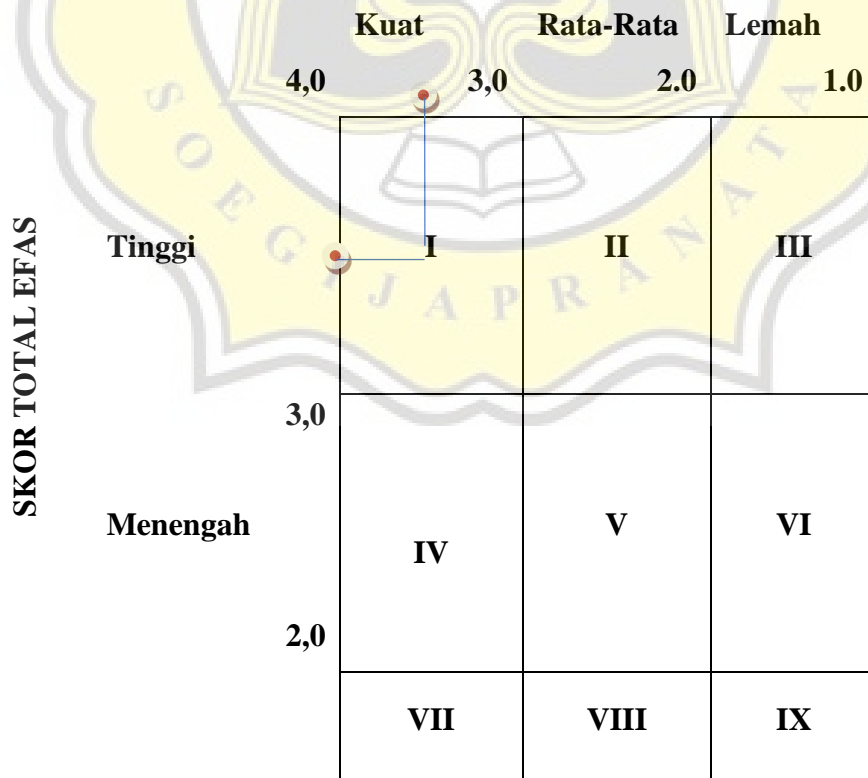 Kuat Rata-Rata Lemah
4,0 3,0 2.0 1.0
SOEGIJAPRANATA
SKOR TOTAL EFAS
Tinggi I II III
3,0
Menengah IV V VI
2,0
VII VIII IX